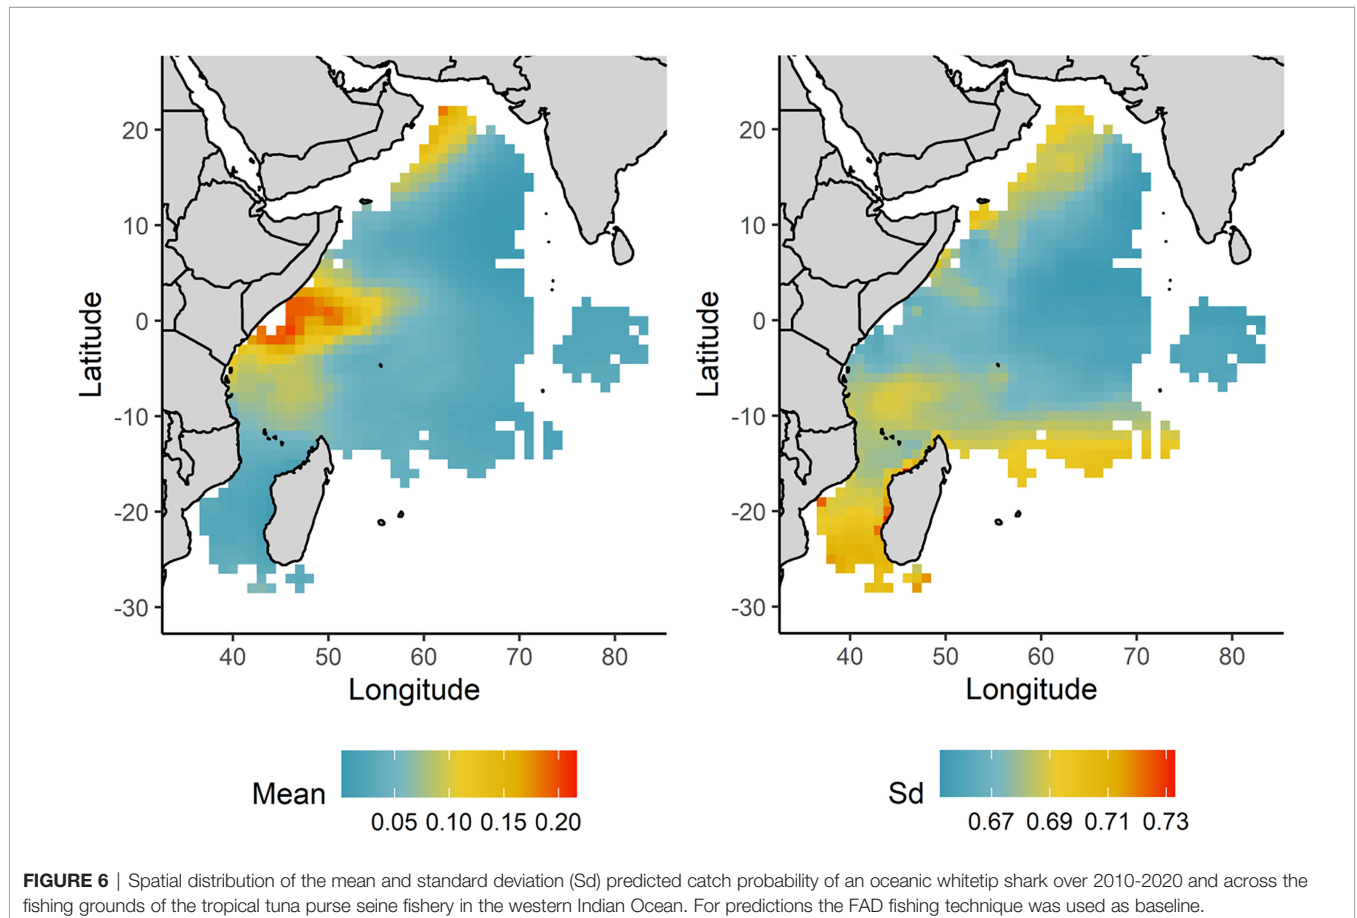 20
10
0
-10
-20
-30
Latitude
40 50 60 70 80
Longitude
Mean
0.05 0.10 0.15 0.20
20
10
0
-10
-20
-30
Latitude
40 50 60 70 80
Longitude
Sd
0.67 0.69 0.71 0.73
FIGURE 6 | Spatial distribution of the mean and standard deviation (Sd) predicted catch probability of an oceanic whitetip shark over 2010-2020 and across the
fishing grounds of the tropical tuna purse seine fishery in the western Indian Ocean. For predictions the FAD fishing technique was used as baseline.